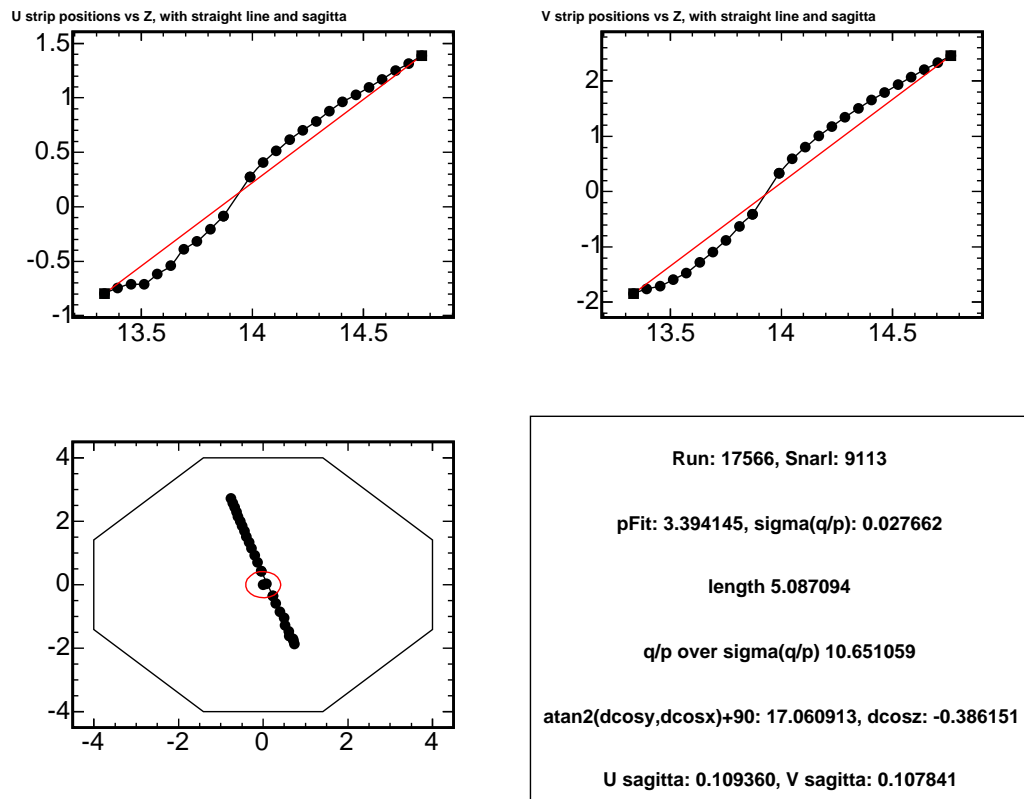 U strip positions vs Z, with straight line and sagitta
1.5
1
0.5
0
-0.5
-1
13.5 14 14.5
V strip positions vs Z, with straight line and sagitta
2
1
0
-1
-2
13.5 14 14.5
4
2
0
-2
-4
-4 -2 0 2 4
Run: 17566, Snarl: 9113
pFit: 3.394145, sigma(q/p): 0.027662
length 5.087094
q/p over sigma(q/p) 10.651059
atan2(dcosy,dcosx)+90: 17.060913, dcosz: -0.386151
U sagitta: 0.109360, V sagitta: 0.107841